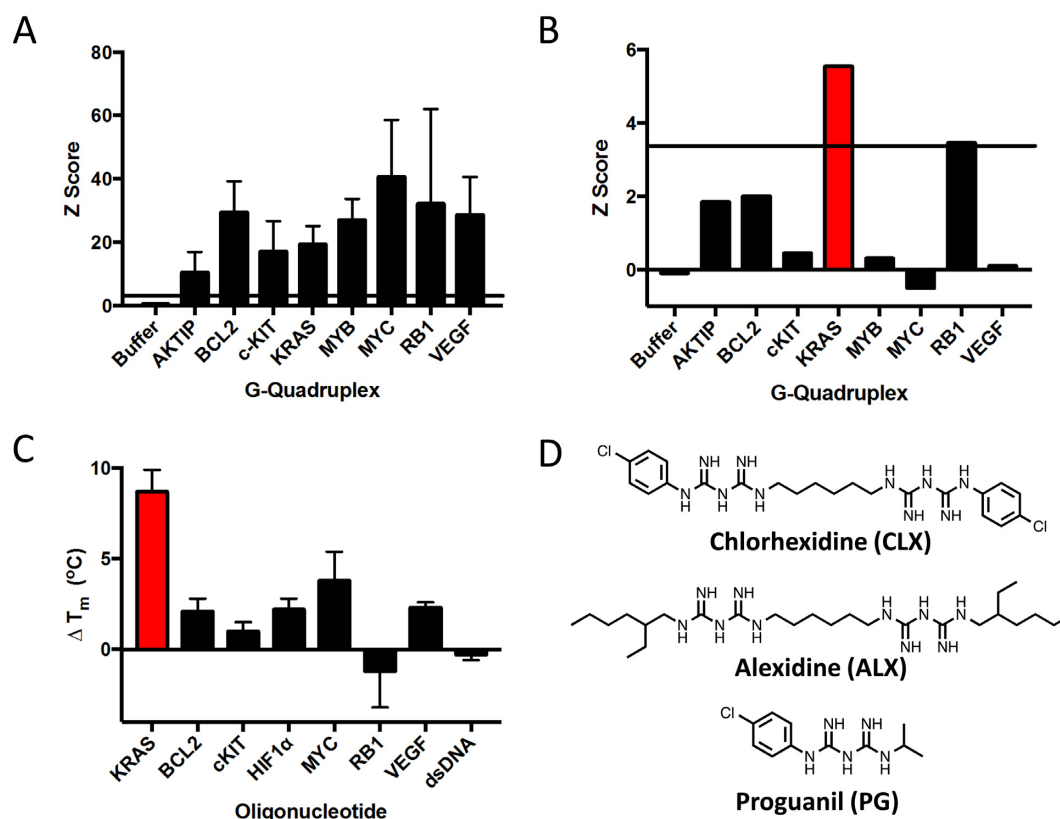 A
80
60
40
20
0
Z Score
Buffer
AKTIP
BCL2
c-KIT
KRAS
MYB
MYC
RB1
VEGF
G-Quadruplex
B
6
4
2
0
Z Score
Buffer
AKTIP
BCL2
cKIT
KRAS
MYB
MYC
RB1
VEGF
G-Quadruplex
C
10
5
0
Δ Tm (oC)
KRAS
BCL2
cKIT
HIF1α
MYC
RB1
VEGF
dsDNA
Oligonucleotide
D
Cl
NH NH
N H
N H
N H
H N
H N
H N
NH NH
Cl
Chlorhexidine (CLX)
NH NH
N H
N H
N H
H N
H N
H N
NH NH
Alexidine (ALX)
Cl
NH NH
N H
N H
N H
Proguanil (PG)